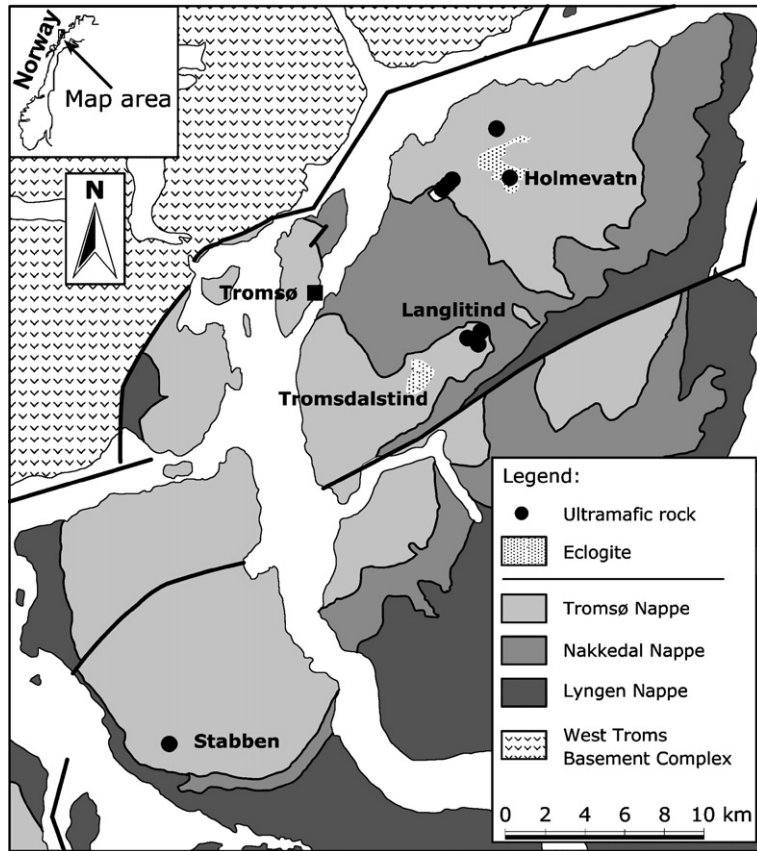 Norway
Map area
N
Holmevatn
Tromsø
Langlitind
Tromsdalstind
Stabben
Legend:
Ultramafic rock
Eclogite
Tromsø Nappe
Nakkedal Nappe
Lyngen Nappe
West Troms
Basement Complex
0 2 4 6 8 10 km